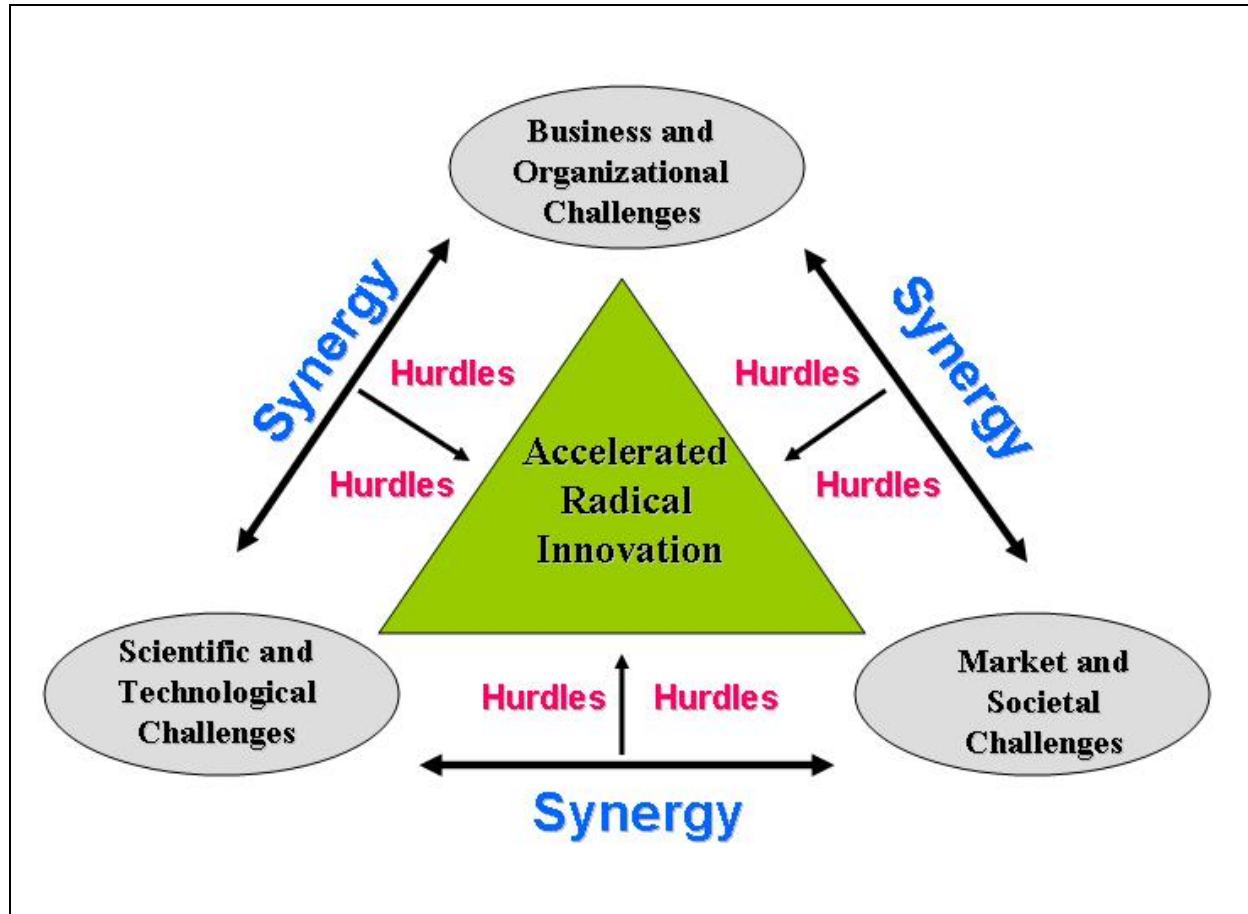 Business and
Organizational
Challenges
Synergy
Synergy
Hurdles
Hurdles
Hurdles
Hurdles
Accelerated
Radical
Innovation
Scientific and
Technological
Challenges
Hurdles
Hurdles
Market and
Societal
Challenges
Synergy